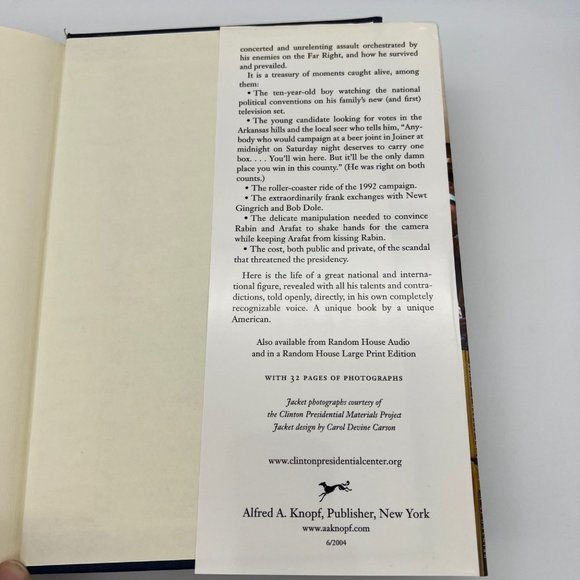 concerted and unrelenting assault orchestrated by
his enemies on the Far Right, and how he survived
and prevailed.
It is a treasury of moments caught alive, among
them:
• The ten-year-old boy watching the national
political conventions on his family's new (and first)
television set.
• The young candidate looking for votes in the
Arkansas hills and the local seer who tells him, “Any-
body who would campaign at a beer joint in Joiner at
midnight on Saturday night deserves to carry one
box. . . . You'll win here. But it'll be the only damn
place you win in this county.” (He was right on both
counts.)
• The roller-coaster ride of the 1992 campaign.
• The extraordinarily frank exchanges with Newt
Gingrich and Bob Dole.
• The delicate manipulation needed to convince
Rabin and Arafat to shake hands for the camera
while keeping Arafat from kissing Rabin.
• The cost, both public and private, of the scandal
that threatened the presidency.
Here is the life of a great national and interna-
tional figure, revealed with all his talents and contra-
dictions, told openly, directly, in his own completely
recognizable voice. A unique book by a unique
American.
Also available from Random House Audio
and in a Random House Large Print Edition
WITH 32 PAGES OF PHOTOGRAPHS
Jacket photographs courtesy of
the Clinton Presidential Materials Project
Jacket design by Carol Devine Carson
www.clintonpresidentialcenter.org
Alfred A. Knopf, Publisher, New York
www.aaknopf.com
6/2004